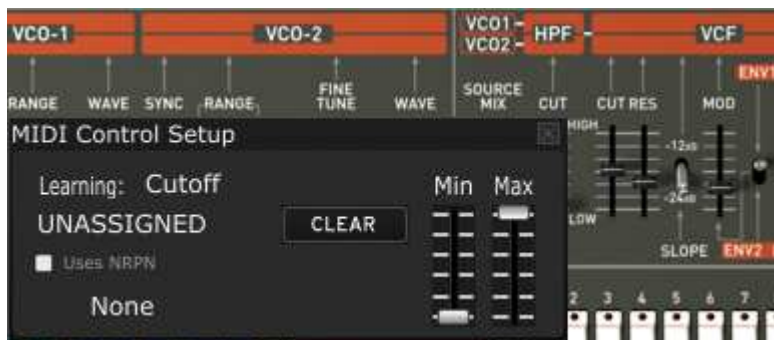 VCO-1
VCO-2
VCO1
VCO2
HPF
VCF
ENV1
RANGE
WAVE
SYNC
RANGE
FINE
TUNE
WAVE
SOURCE
MIX
CUT
CUT
RES
MOD
HIGH
-12dB
-24dB
LOW
SLOPE
ENV2
MIDI Control Setup
Learning: Cutoff
Min Max
UNASSIGNED
CLEAR
Uses NRPN
None
2 3 4 5 6 7